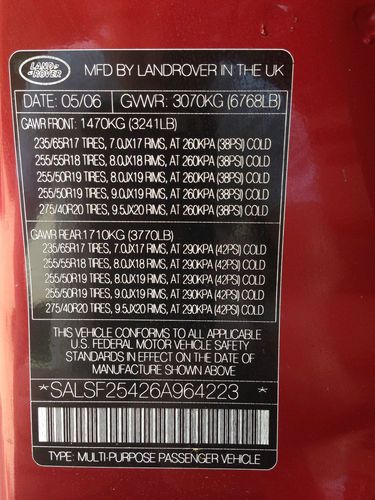 LAND
ROVER
MFD BY LANDROVER IN THE UK
DATE: 05/06 GVWR: 3070KG (6768LB)
GAWR FRONT: 1470KG (3241LB)
235/65R17 TIRES, 7.0JX17 RIMS, AT 260KPA (38PSI) COLD
255/55R18 TIRES, 8.0JX18 RIMS, AT 260KPA (38PSI) COLD
255/50R19 TIRES, 8.0JX19 RIMS, AT 260KPA (38PSI) COLD
255/50R19 TIRES, 9.0JX19 RIMS, AT 260KPA (38PSI) COLD
275/40R20 TIRES, 9.5JX20 RIMS, AT 260KPA (38PSI) COLD
GAWR REAR: 1710KG (3770LB)
235/65R17 TIRES, 7.0JX17 RIMS, AT 290KPA (42PSI) COLD
255/55R18 TIRES, 8.0JX18 RIMS, AT 290KPA (42PSI) COLD
255/50R19 TIRES, 8.0JX19 RIMS, AT 290KPA (42PSI) COLD
255/50R19 TIRES, 9.0JX19 RIMS, AT 290KPA (42PSI) COLD
275/40R20 TIRES, 9.5JX20 RIMS, AT 290KPA (42PSI) COLD
THIS VEHICLE CONFORMS TO ALL APPLICABLE
U.S. FEDERAL MOTOR VEHICLE SAFETY
STANDARDS IN EFFECT ON THE DATE OF
MANUFACTURE SHOWN ABOVE.
*SALSF25426A964223*
TYPE: MULTI-PURPOSE PASSENGER VEHICLE